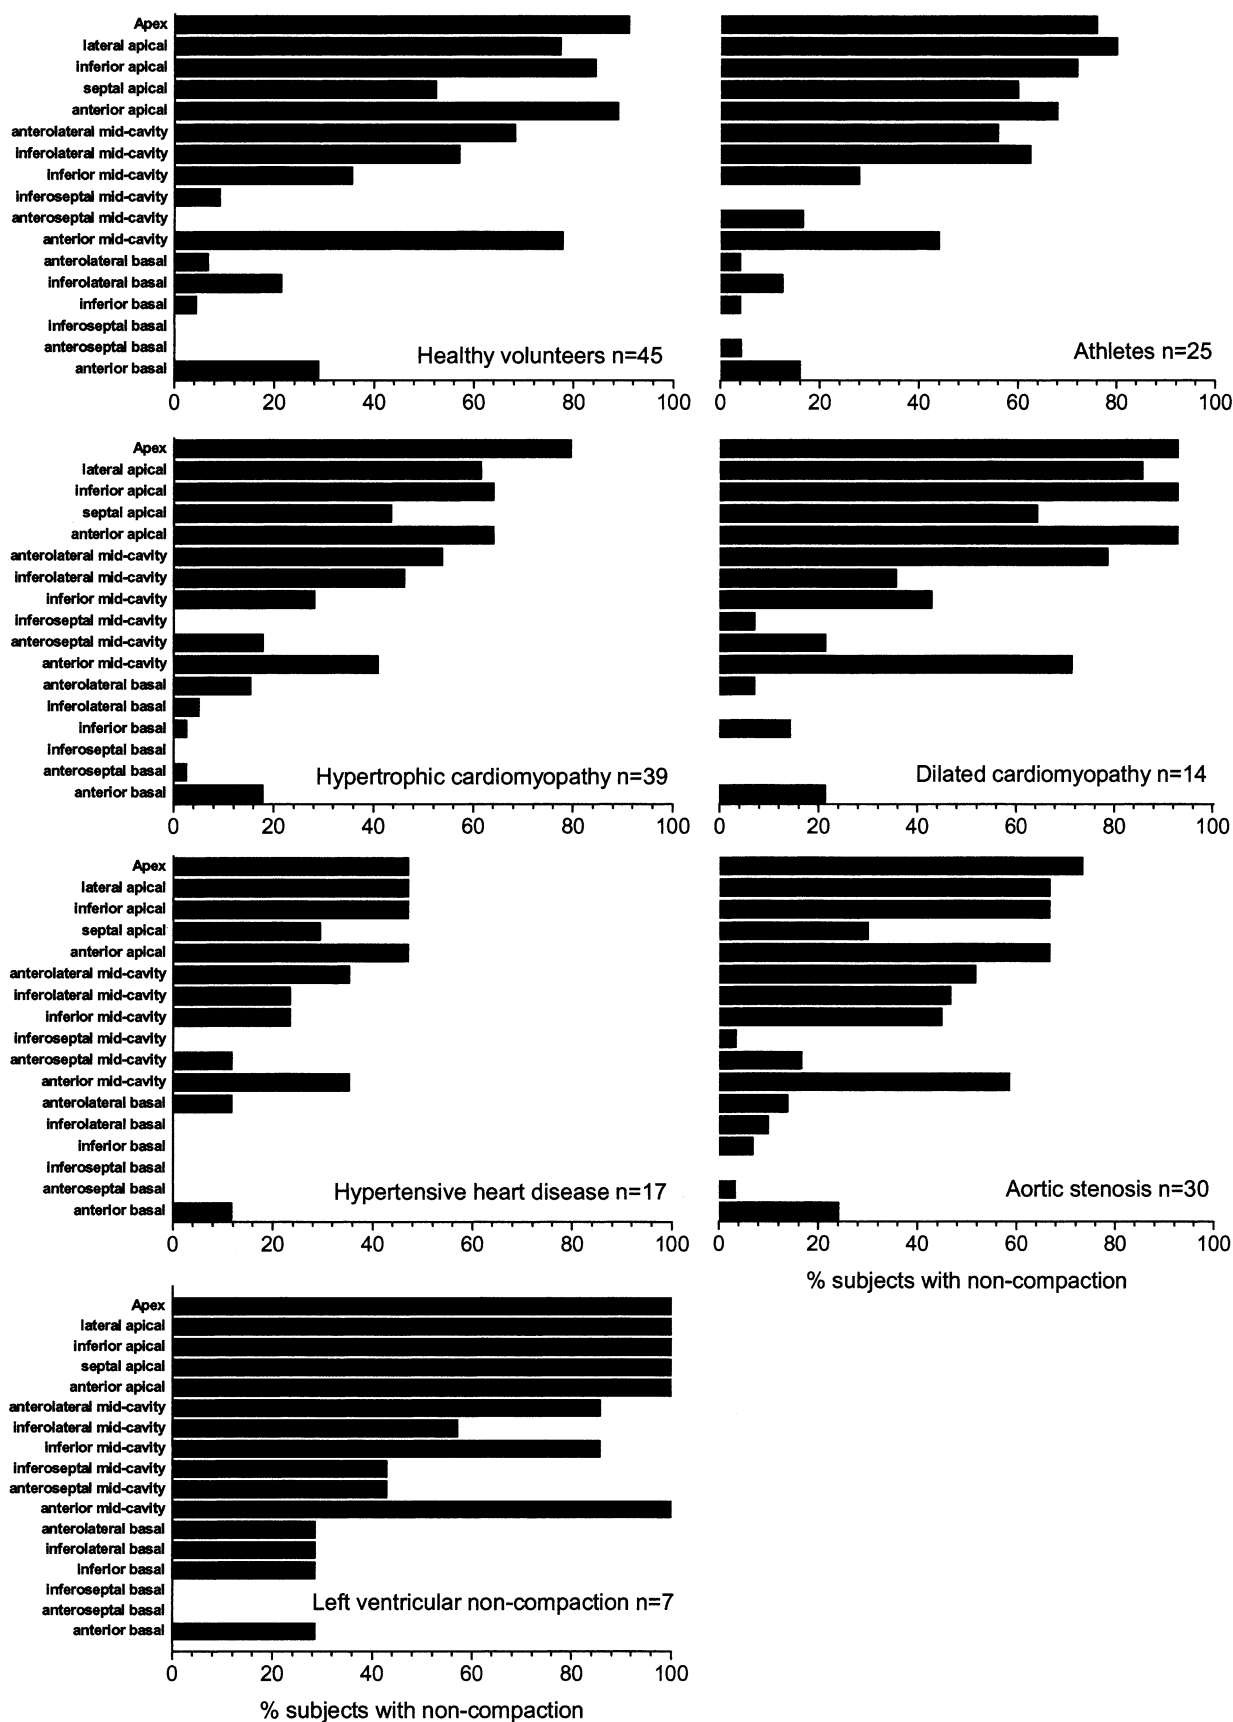 Apex
lateral apical
inferior apical
septal apical
anterior apical
anterolateral mid-cavity
inferolateral mid-cavity
inferior mid-cavity
inferoseptal mid-cavity
anteroseptal mid-cavity
anterior mid-cavity
anterolateral basal
inferolateral basal
inferior basal
inferoseptal basal
anteroseptal basal
anterior basal
Healthy volunteers n=45
0 20 40 60 80 100
Athletes n=25
0 20 40 60 80 100
Apex
lateral apical
inferior apical
septal apical
anterior apical
anterolateral mid-cavity
inferolateral mid-cavity
inferior mid-cavity
inferoseptal mid-cavity
anteroseptal mid-cavity
anterior mid-cavity
anterolateral basal
inferolateral basal
inferior basal
inferoseptal basal
anteroseptal basal
anterior basal
Hypertrophic cardiomyopathy n=39
0 20 40 60 80 100
Dilated cardiomyopathy n=14
0 20 40 60 80 100
Apex
lateral apical
inferior apical
septal apical
anterior apical
anterolateral mid-cavity
inferolateral mid-cavity
inferior mid-cavity
inferoseptal mid-cavity
anteroseptal mid-cavity
anterior mid-cavity
anterolateral basal
inferolateral basal
inferior basal
inferoseptal basal
anteroseptal basal
anterior basal
Hypertensive heart disease n=17
0 20 40 60 80 100
Aortic stenosis n=30
0 20 40 60 80 100
% subjects with non-compaction
Apex
lateral apical
inferior apical
septal apical
anterior apical
anterolateral mid-cavity
inferolateral mid-cavity
inferior mid-cavity
inferoseptal mid-cavity
anteroseptal mid-cavity
anterior mid-cavity
anterolateral basal
inferolateral basal
inferior basal
inferoseptal basal
anteroseptal basal
anterior basal
Left ventricular non-compaction n=7
0 20 40 60 80 100
% subjects with non-compaction